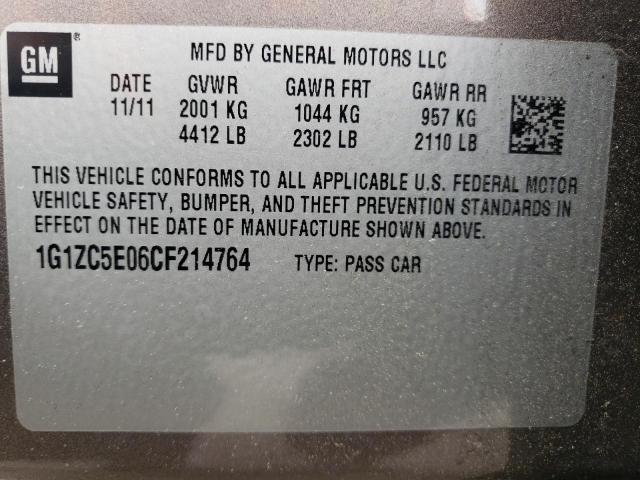 GM ®
MFD BY GENERAL MOTORS LLC
DATE GVWR GAWR FRT GAWR RR
11/11 2001 KG 1044 KG 957 KG
4412 LB 2302 LB 2110 LB
THIS VEHICLE CONFORMS TO ALL APPLICABLE U.S. FEDERAL MOTOR
VEHICLE SAFETY, BUMPER, AND THEFT PREVENTION STANDARDS IN
EFFECT ON THE DATE OF MANUFACTURE SHOWN ABOVE.
1G1ZC5E06CF214764 TYPE: PASS CAR